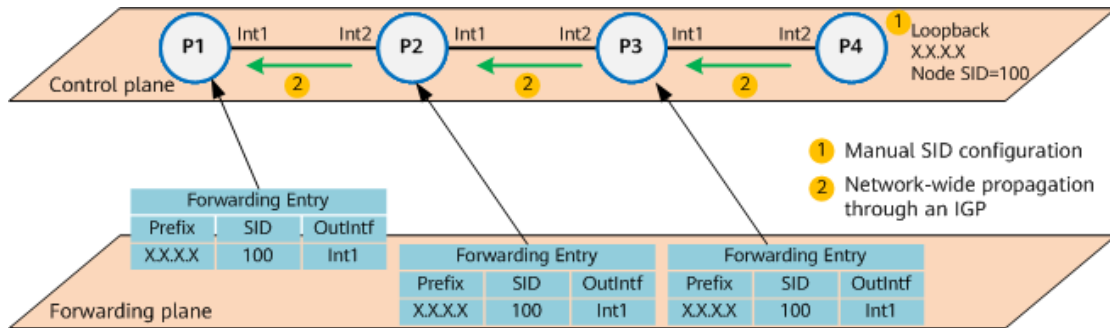 P1 Int1 Int2 P2 Int1 Int2 P3 Int1 Int2 P4
1 Loopback
X.X.X.X
Node SID=100
2 2 2
Control plane
1 Manual SID configuration
2 Network-wide propagation
through an IGP
Forwarding Entry
Prefix SID OutIntf
X.X.X.X 100 Int1
Forwarding Entry
Prefix SID OutIntf
X.X.X.X 100 Int1
Forwarding Entry
Prefix SID OutIntf
X.X.X.X 100 Int1
Forwarding plane